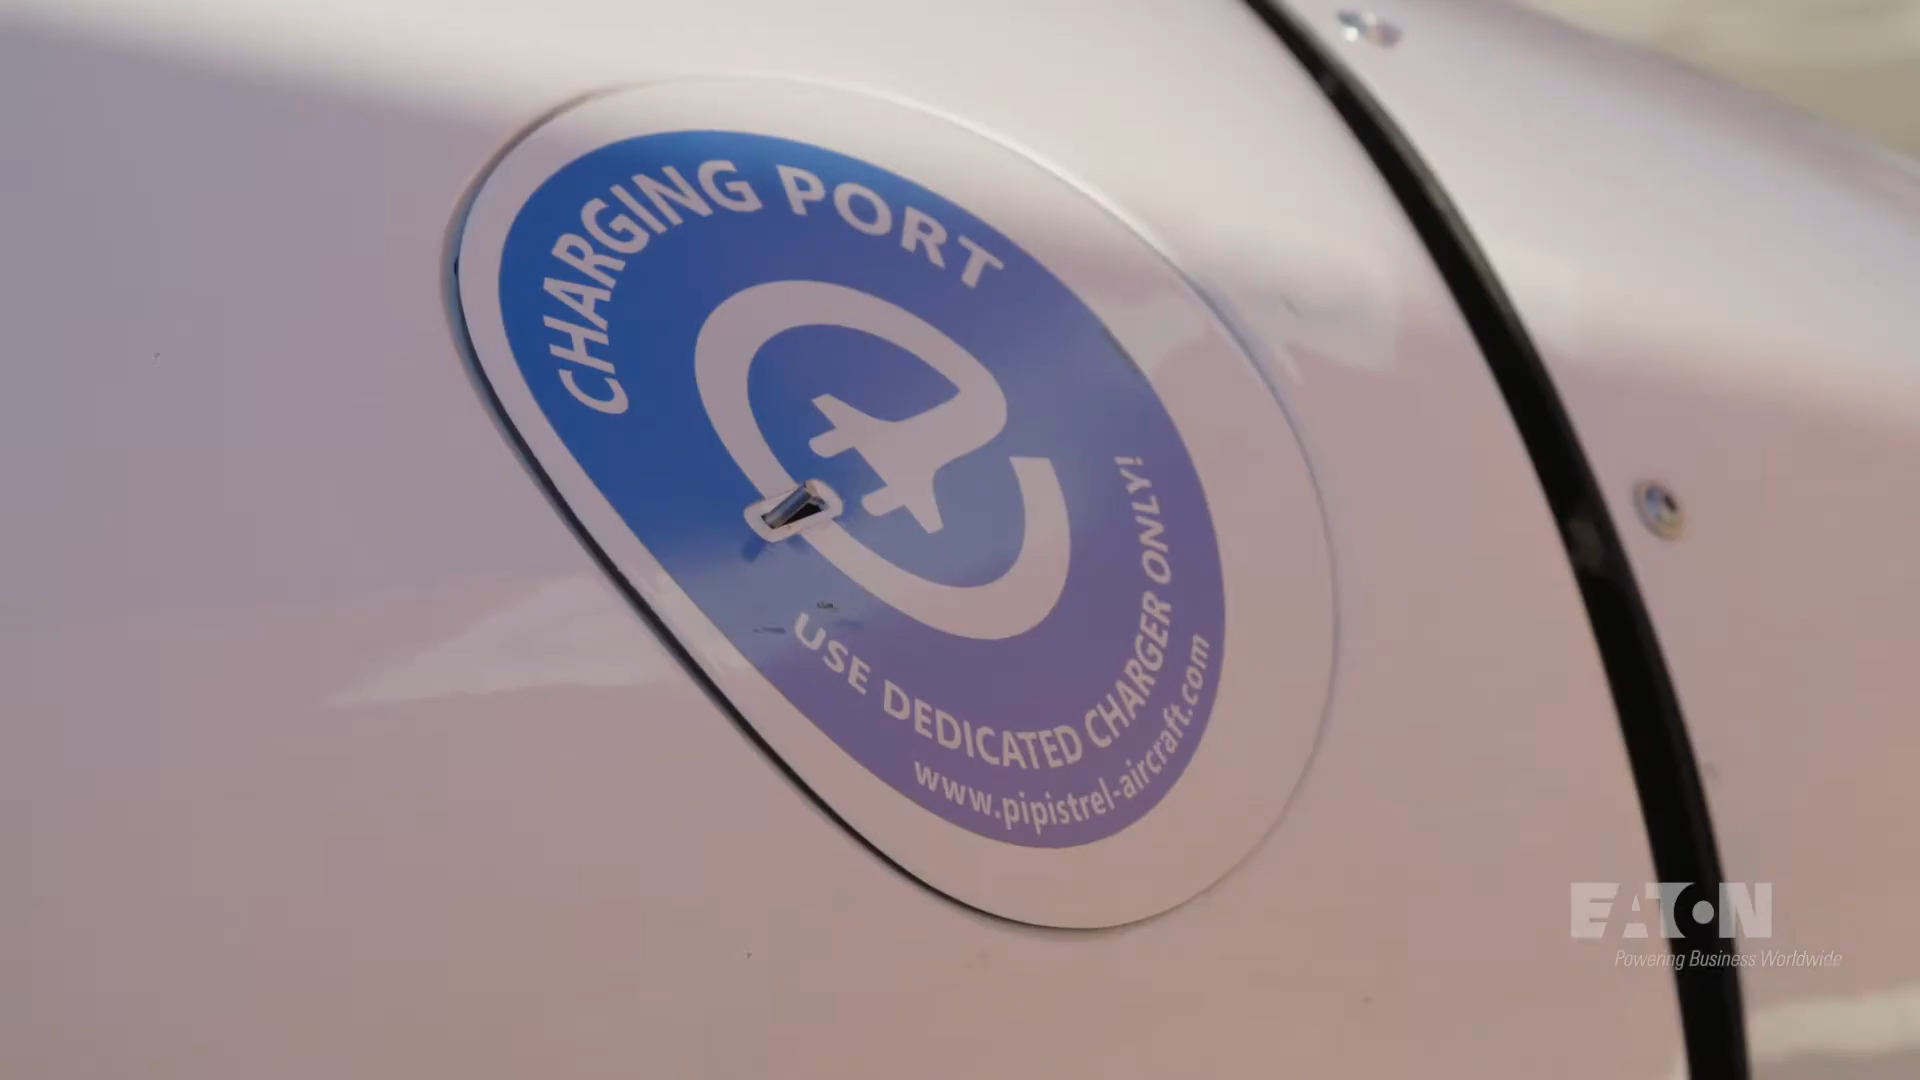 CHARGING PORT
USE DEDICATED CHARGER ONLY!
www.pipistrel-aircraft.com
EATON
Powering Business Worldwide